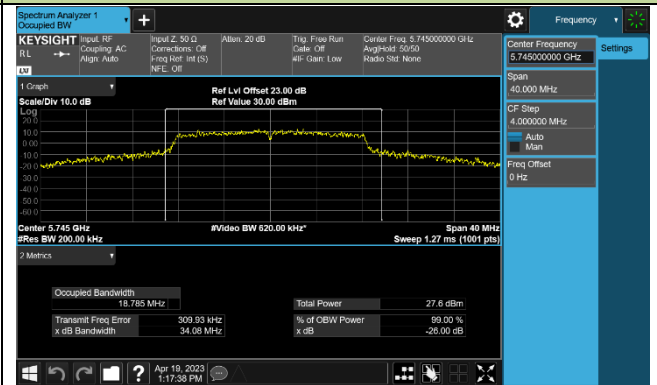 Spectrum Analyzer 1
Occupied BW
+
Frequency
KEYSIGHT
RL
LXI
Input: RF
Coupling: AC
Align: Auto
Input Z: 50 Ω
Corrections: Off
Freq Ref: Int (S)
NFE: Off
Atten: 20 dB
Trig: Free Run
Gate: Off
#IF Gain: Low
Center Freq: 5.745000000 GHz
Avg|Hold: 50/50
Radio Std: None
Center Frequency
5.745000000 GHz
Settings
Span
40.000 MHz
CF Step
4.000000 MHz
Auto
Man
Freq Offset
0 Hz
1 Graph
Scale/Div 10.0 dB
Ref Lvl Offset 23.00 dB
Ref Value 30.00 dBm
Log
20.0
10.0
0.00
-10.0
-20.0
-30.0
-40.0
-50.0
-60.0
Center 5.745 GHz
#Video BW 620.00 kHz*
Span 40 MHz
#Res BW 200.00 kHz
Sweep 1.27 ms (1001 pts)
2 Metrics
Occupied Bandwidth
18.785 MHz
Total Power 27.6 dBm
Transmit Freq Error 309.93 kHz
% of OBW Power 99.00 %
x dB Bandwidth 34.08 MHz
x dB -26.00 dB
?
Apr 19, 2023
1:17:38 PM